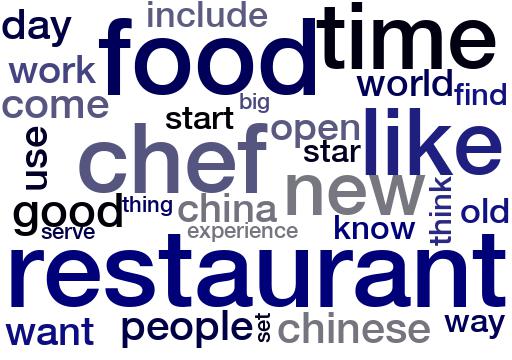 day
include
food
time
work
world
find
come
big
start
open
like
use
chef
star
new
think
good
thing
china
old
serve
experience
know
restaurant
want
people
set
chinese
way